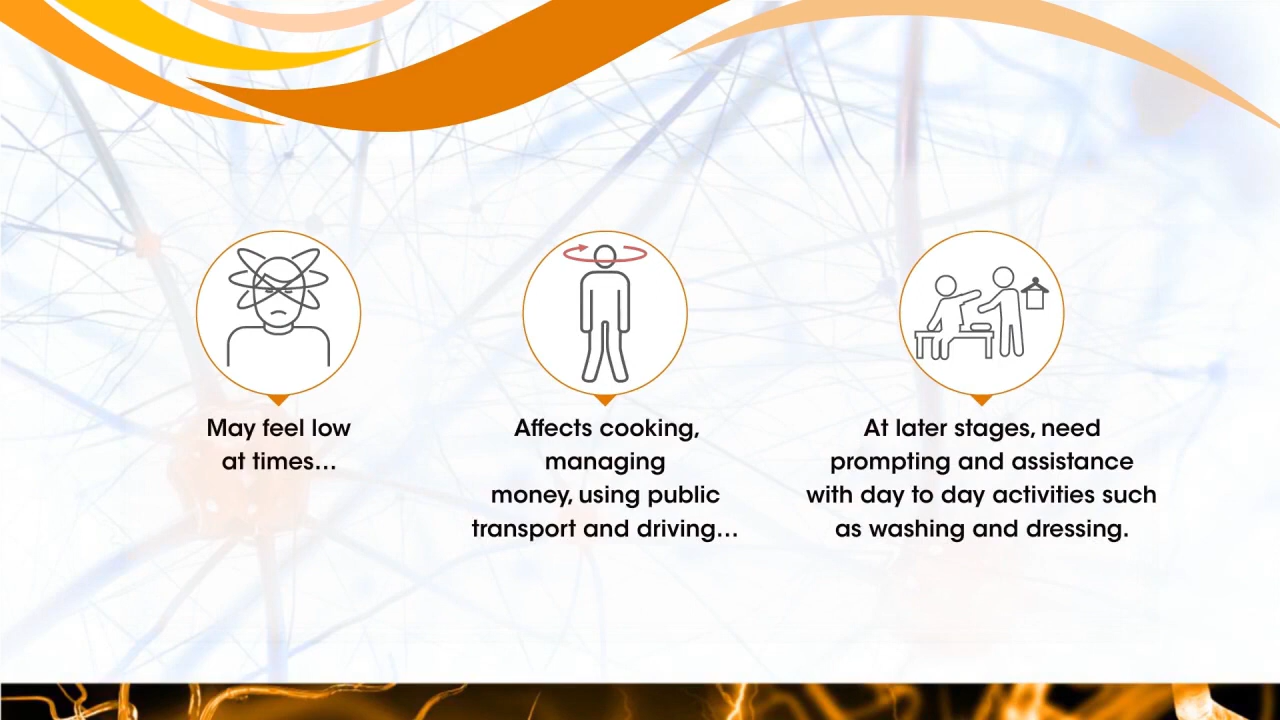 May feel low
at times...
Affects cooking,
managing
money, using public
transport and driving...
At later stages, need
prompting and assistance
with day to day activities such
as washing and dressing.